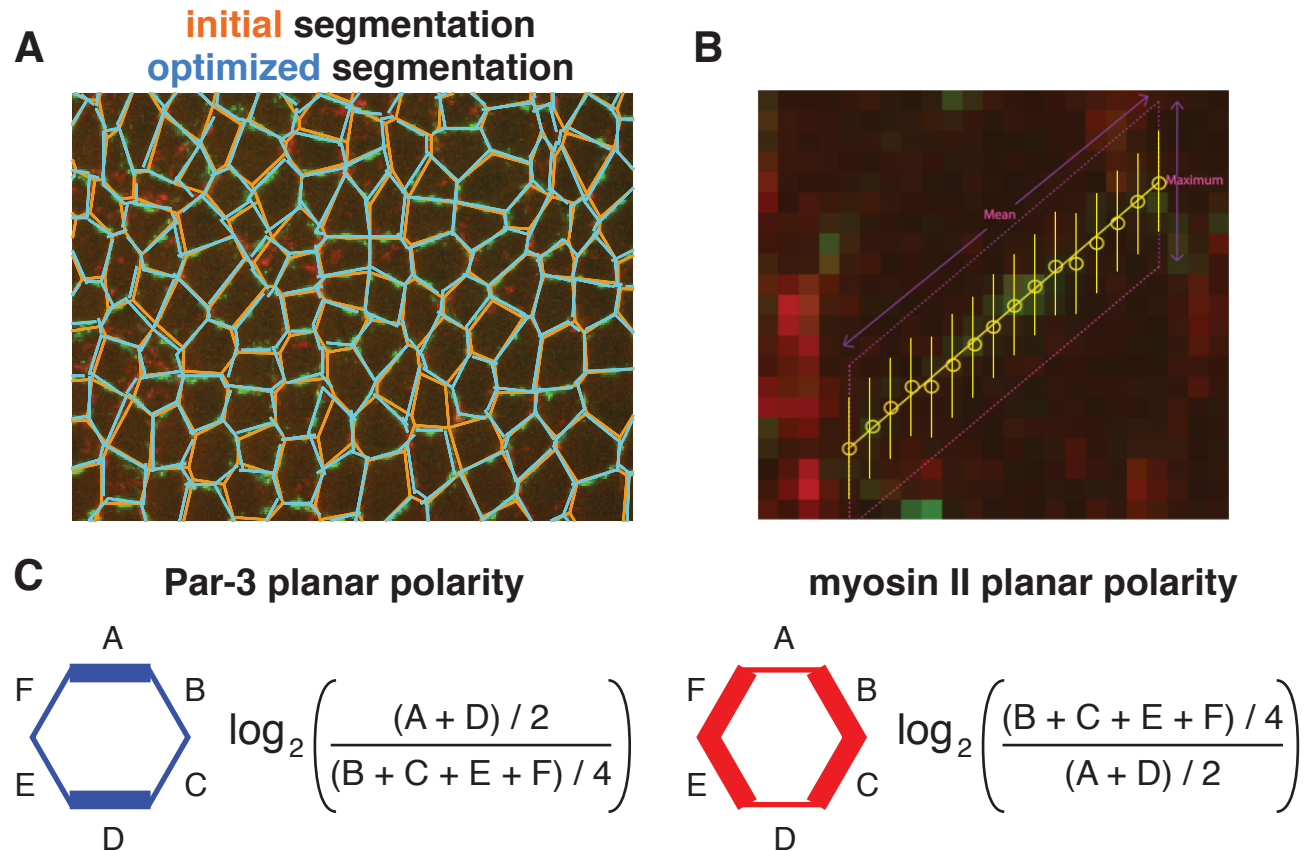 A
initial segmentation
optimized segmentation
B
Mean
Maximum
C
Par-3 planar polarity
A
F
B
E
C
D
log2 ( (A + D) / 2
(B + C + E + F) / 4 )
myosin II planar polarity
A
F
B
E
C
D
log2 ( (B + C + E + F) / 4
(A + D) / 2 )